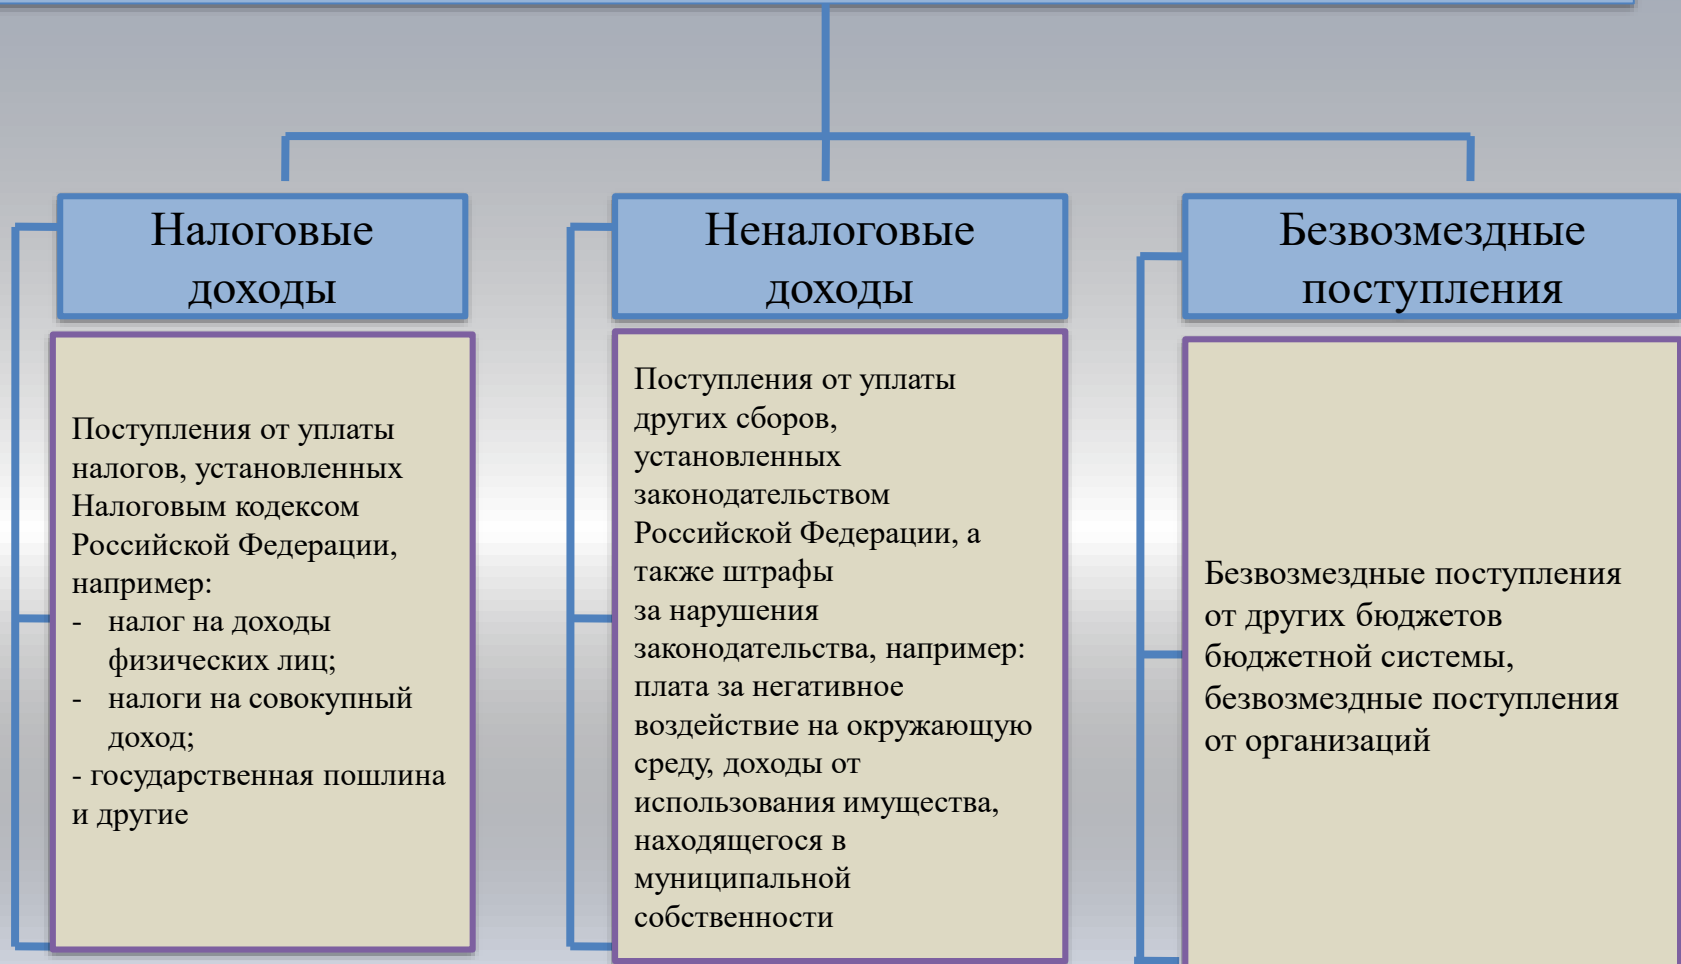 Налоговые
доходы
Поступления от уплаты
налогов, установленных
Налоговым кодексом
Российской Федерации,
например:
- налог на доходы
физических лиц;
- налоги на совокупный
доход;
- государственная пошлина
и другие
Неналоговые
доходы
Поступления от уплаты
других сборов,
установленных
законодательством
Российской Федерации, а
также штрафы
за нарушения
законодательства, например:
плата за негативное
воздействие на окружающую
среду, доходы от
использования имущества,
находящегося в
муниципальной
собственности
Безвозмездные
поступления
Безвозмездные поступления
от других бюджетов
бюджетной системы,
безвозмездные поступления
от организаций